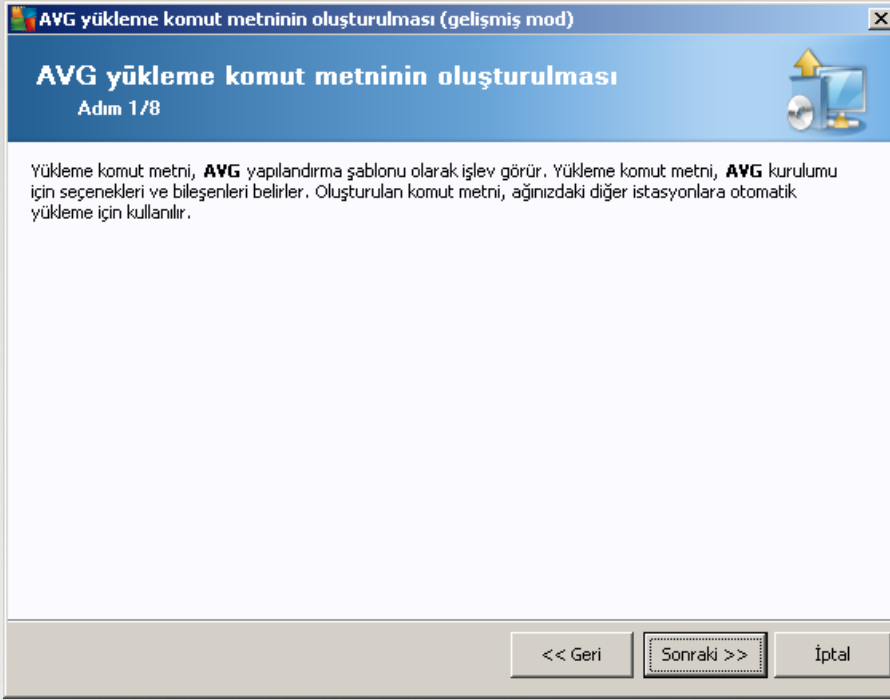 AVG yükleme komut metninin oluşturulması (gelişmiş mod)
AVG yükleme komut metninin oluşturulması
Adım 1/8
Yükleme komut metni, AVG yapılandırma şablonu olarak işlev görür. Yükleme komut metni, AVG kurulumu
için seçenekleri ve bileşenleri belirler. Oluşturulan komut metni, ağınızdaki diğer istasyonlara otomatik
yükleme için kullanılır.
<< Geri
Sonraki >>
İptal